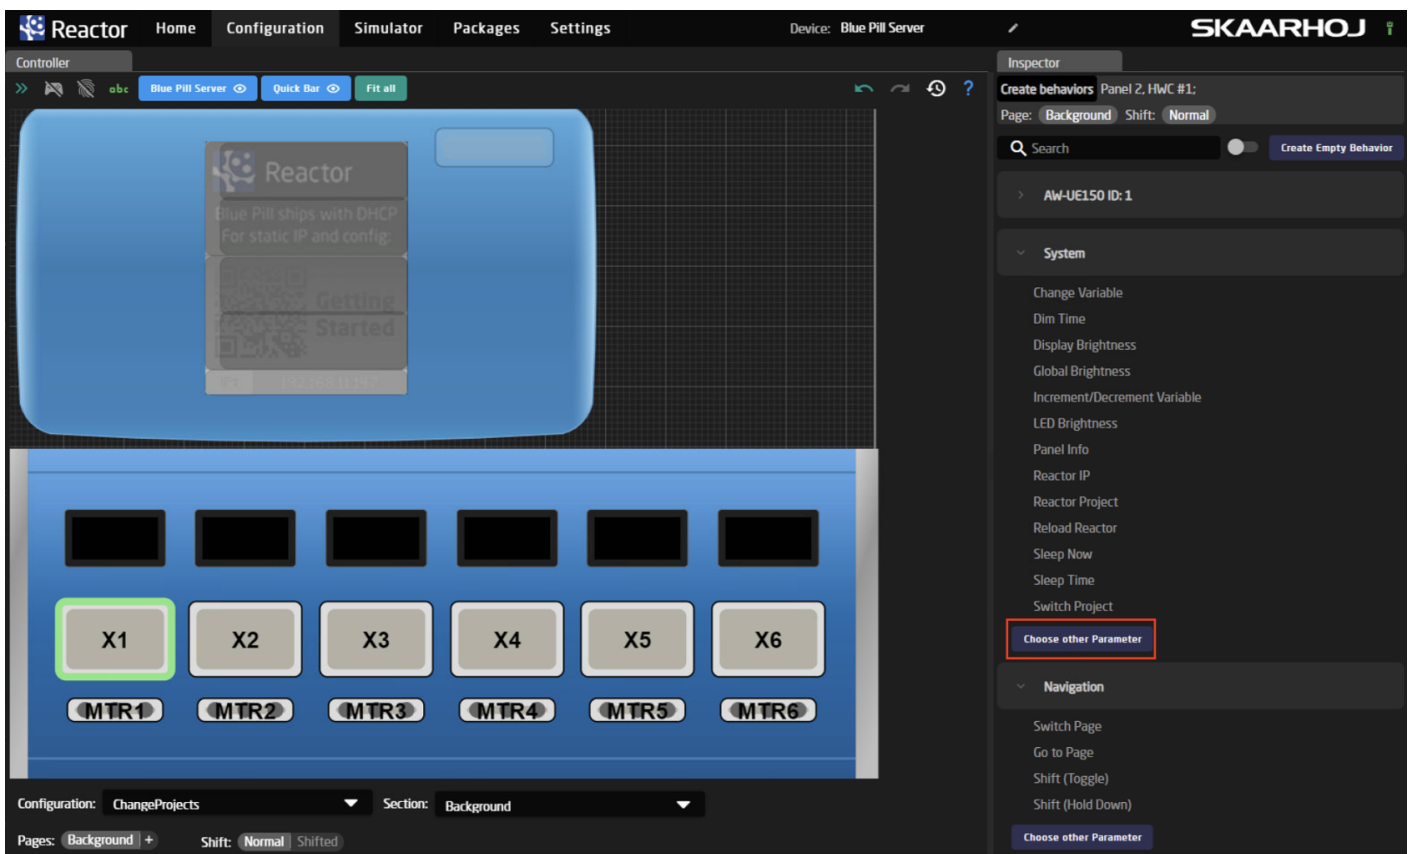 Reactor Home Configuration Simulator Packages Settings Device: Blue Pill Server SKAARHOJ
Controller
abc Blue Pill Server Quick Bar Fit all ?
Reactor
Blue Pill ships with DHCP
For static IP and config:
Getting
Started
X1 X2 X3 X4 X5 X6
MTR1 MTR2 MTR3 MTR4 MTR5 MTR6
Configuration: ChangeProjects Section: Background
Pages: Background + Shift: Normal Shifted
Inspector
Create behaviors Panel 2, HWC #1;
Page: Background Shift: Normal
Search Create Empty Behavior
AW-UE150 ID: 1
System
Change Variable
Dim Time
Display Brightness
Global Brightness
Increment/Decrement Variable
LED Brightness
Panel Info
Reactor IP
Reactor Project
Reload Reactor
Sleep Now
Sleep Time
Switch Project
Choose other Parameter
Navigation
Switch Page
Go to Page
Shift (Toggle)
Shift (Hold Down)
Choose other Parameter